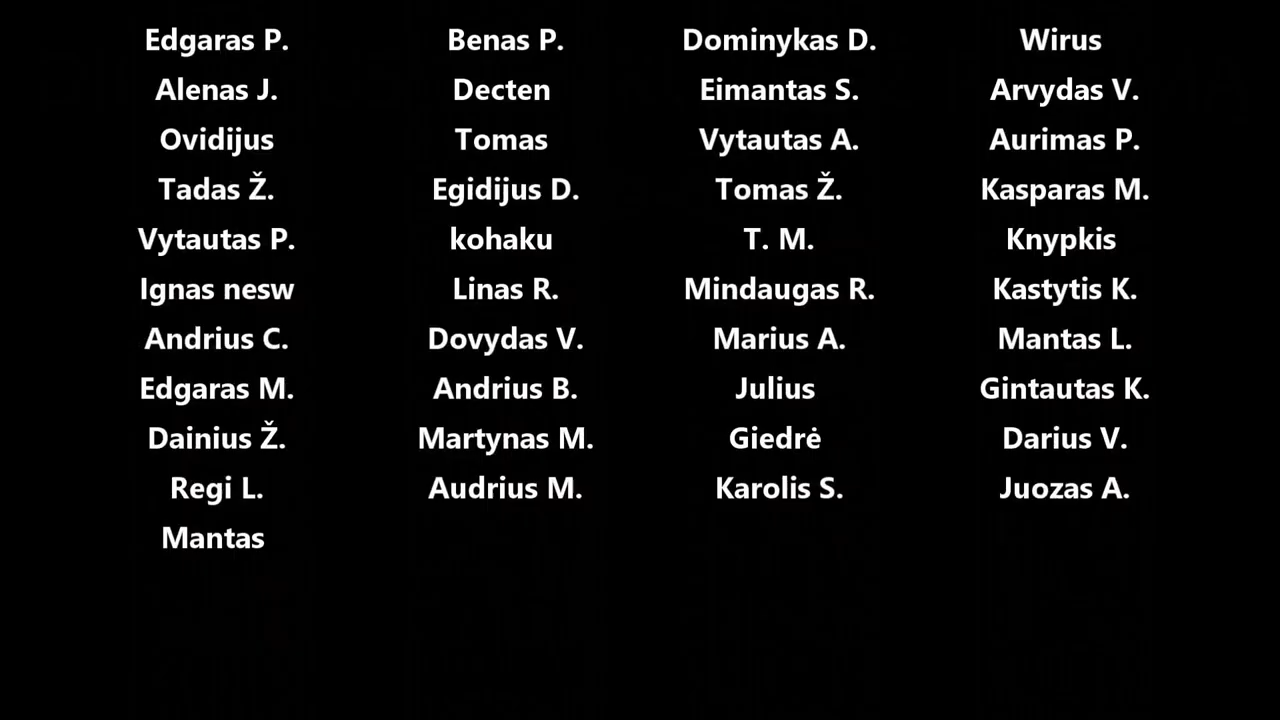 Edgaras P. Benas P. Dominykas D. Wirus
Alenas J. Decten Eimantas S. Arvydas V.
Ovidijus Tomas Vytautas A. Aurimas P.
Tadas Ž. Egidijus D. Tomas Ž. Kasparas M.
Vytautas P. kohaku T. M. Knypkis
Ignas nesw Linas R. Mindaugas R. Kastytis K.
Andrius C. Dovydas V. Marius A. Mantas L.
Edgaras M. Andrius B. Julius Gintautas K.
Dainius Ž. Martynas M. Giedrė Darius V.
Regi L. Audrius M. Karolis S. Juozas A.
Mantas